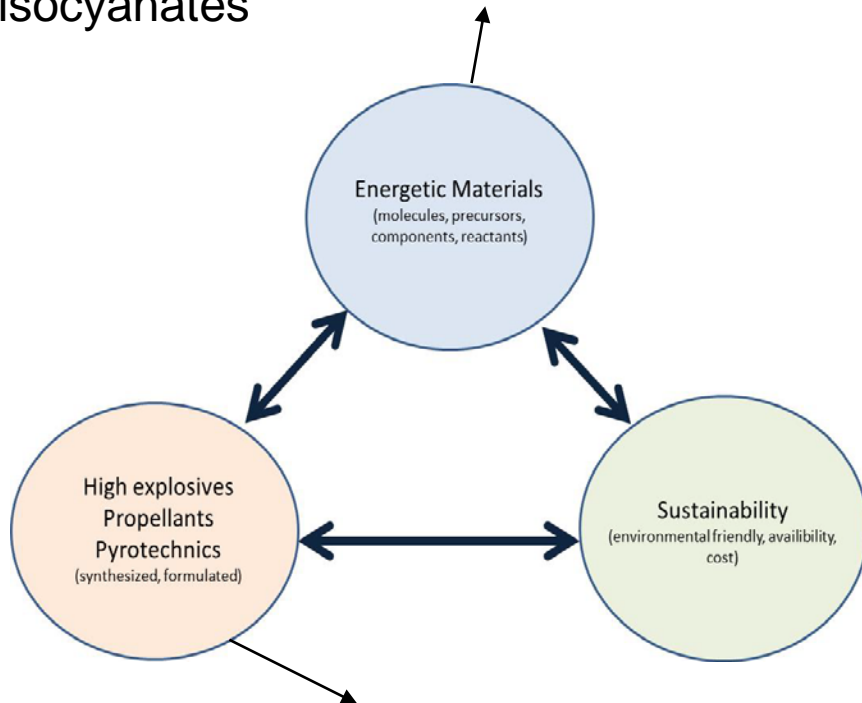 isocyanates
Energetic Materials
(molecules, precursors,
components, reactants)
High explosives
Propellants
Pyrotechnics
(synthesized, formulated)
Sustainability
(environmental friendly, availibility,
cost)